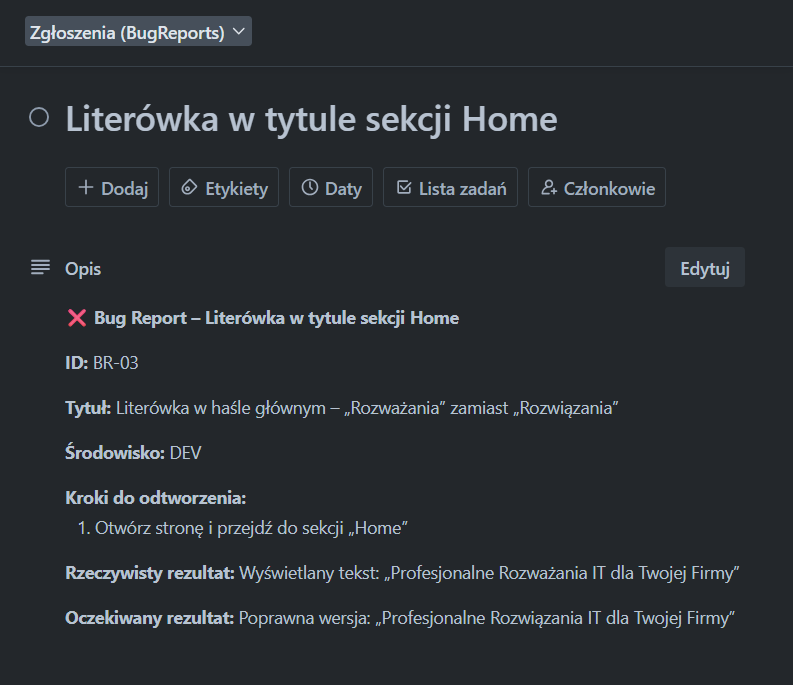 Zgłoszenia (BugReports)
Literówka w tytule sekcji Home
Dodaj Etykiety Daty Lista zadań Członkowie
Opis Edytuj
❌ Bug Report – Literówka w tytule sekcji Home
ID: BR-03
Tytuł: Literówka w haśle głównym – „Rozważania” zamiast „Rozwiązania”
Środowisko: DEV
Kroki do odtworzenia:
1. Otwórz stronę i przejdź do sekcji „Home”
Rzeczywisty rezultat: Wyświetlany tekst: „Profesjonalne Rozważania IT dla Twojej Firmy”
Oczekiwany rezultat: Poprawna wersja: „Profesjonalne Rozwiązania IT dla Twojej Firmy”